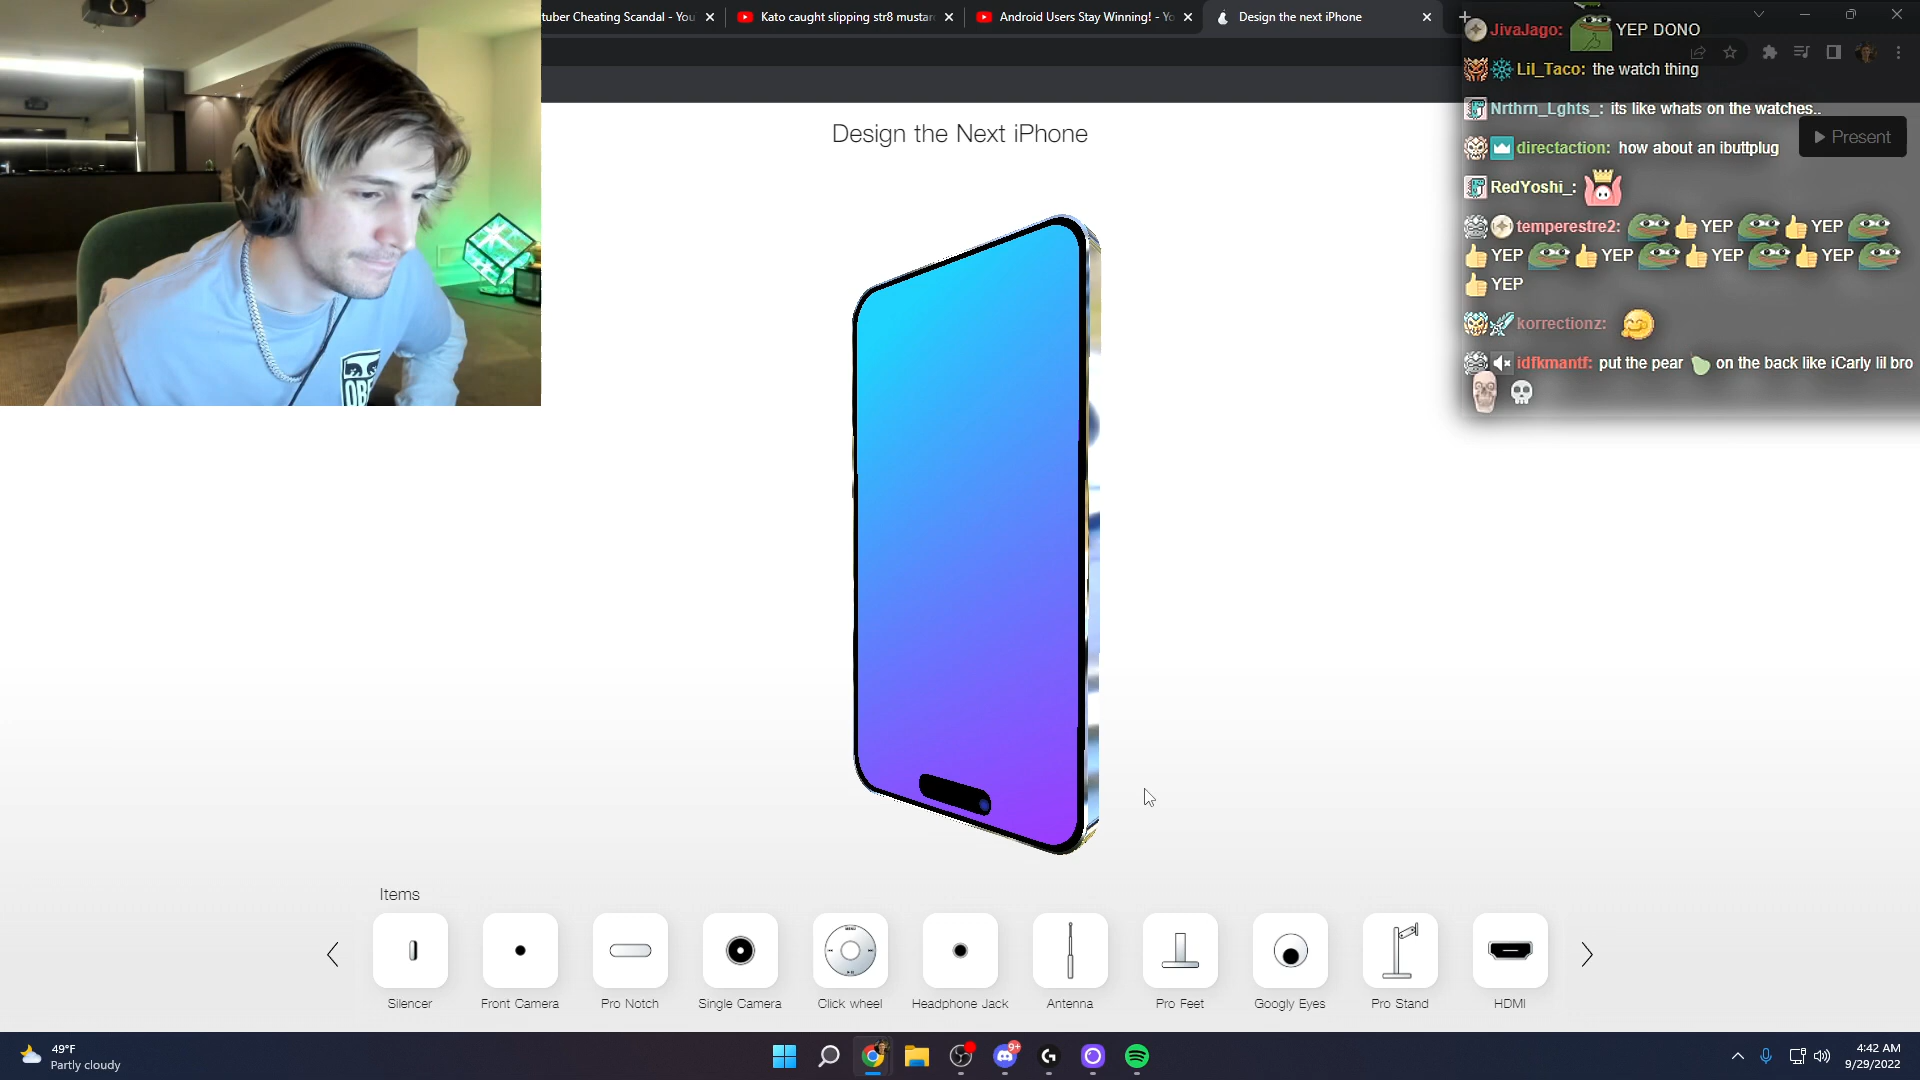 tuber Cheating Scandal - You
Kato caught slipping str8 mustar
Android Users Stay Winning! - Yo
Design the next iPhone
JivaJago: YEP DONO
Lil_Taco: the watch thing
Nrthrn_Lghts_: its like whats on the watches..
Present
directaction: how about an ibuttplug
RedYoshi_:
temperestre2: YEP YEP
YEP YEP YEP YEP
YEP
korrectionz:
idfkmantf: put the pear on the back like iCarly lil bro
Design the Next iPhone
OBE
Items
MENU
Silencer
Front Camera
Pro Notch
Single Camera
Click wheel
Headphone Jack
Antenna
Pro Feet
Googly Eyes
Pro Stand
HDMI
49°F
Partly cloudy
9+
4:42 AM
9/29/2022